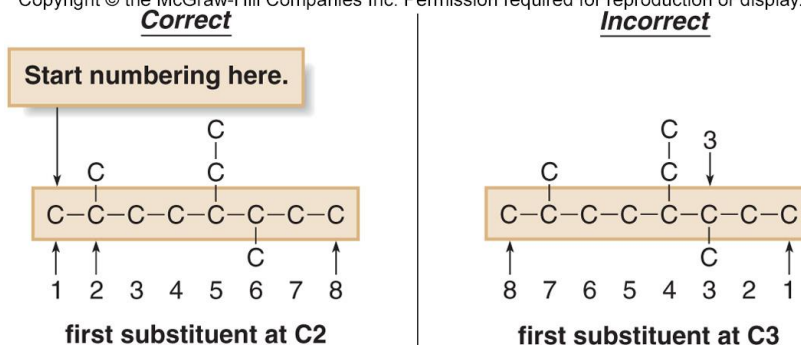 Copyright © the McGraw-Hill Companies Inc. Permission required for reproduction or display.
Correct
Start numbering here.
C
C
C
C–C–C–C–C–C–C–C
C
1 2 3 4 5 6 7 8
first substituent at C2
Incorrect
C
3
C
C
C–C–C–C–C–C–C–C
C
8 7 6 5 4 3 2 1
first substituent at C3